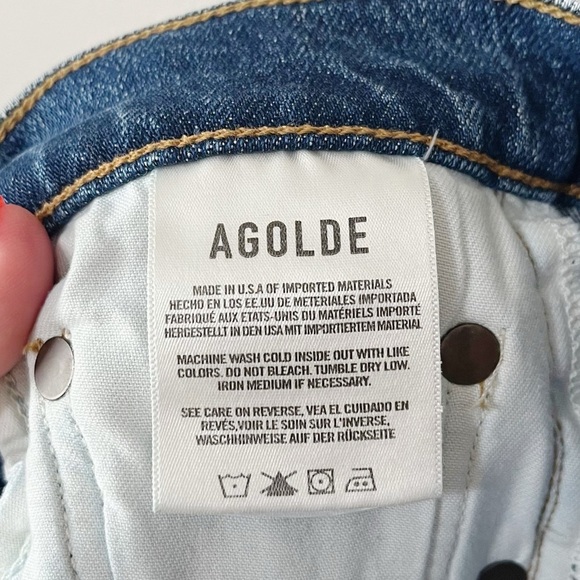 AGOLDE
MADE IN U.S.A OF IMPORTED MATERIALS
HECHO EN LOS EE.UU DE METERIALES IMPORTADA
FABRIQUÉ AUX ETATS-UNIS DU MATÉRIELS IMPORTÉ
HERGESTELLT IN DEN USA MIT IMPORTIERTEM MATERIAL
MACHINE WASH COLD INSIDE OUT WITH LIKE
COLORS. DO NOT BLEACH. TUMBLE DRY LOW.
IRON MEDIUM IF NECESSARY.
SEE CARE ON REVERSE, VEA EL CUIDADO EN
REVÉS,VOIR LE SOIN SUR L'INVERSE,
WASCHHINWEISE AUF DER RÜCKSEITE